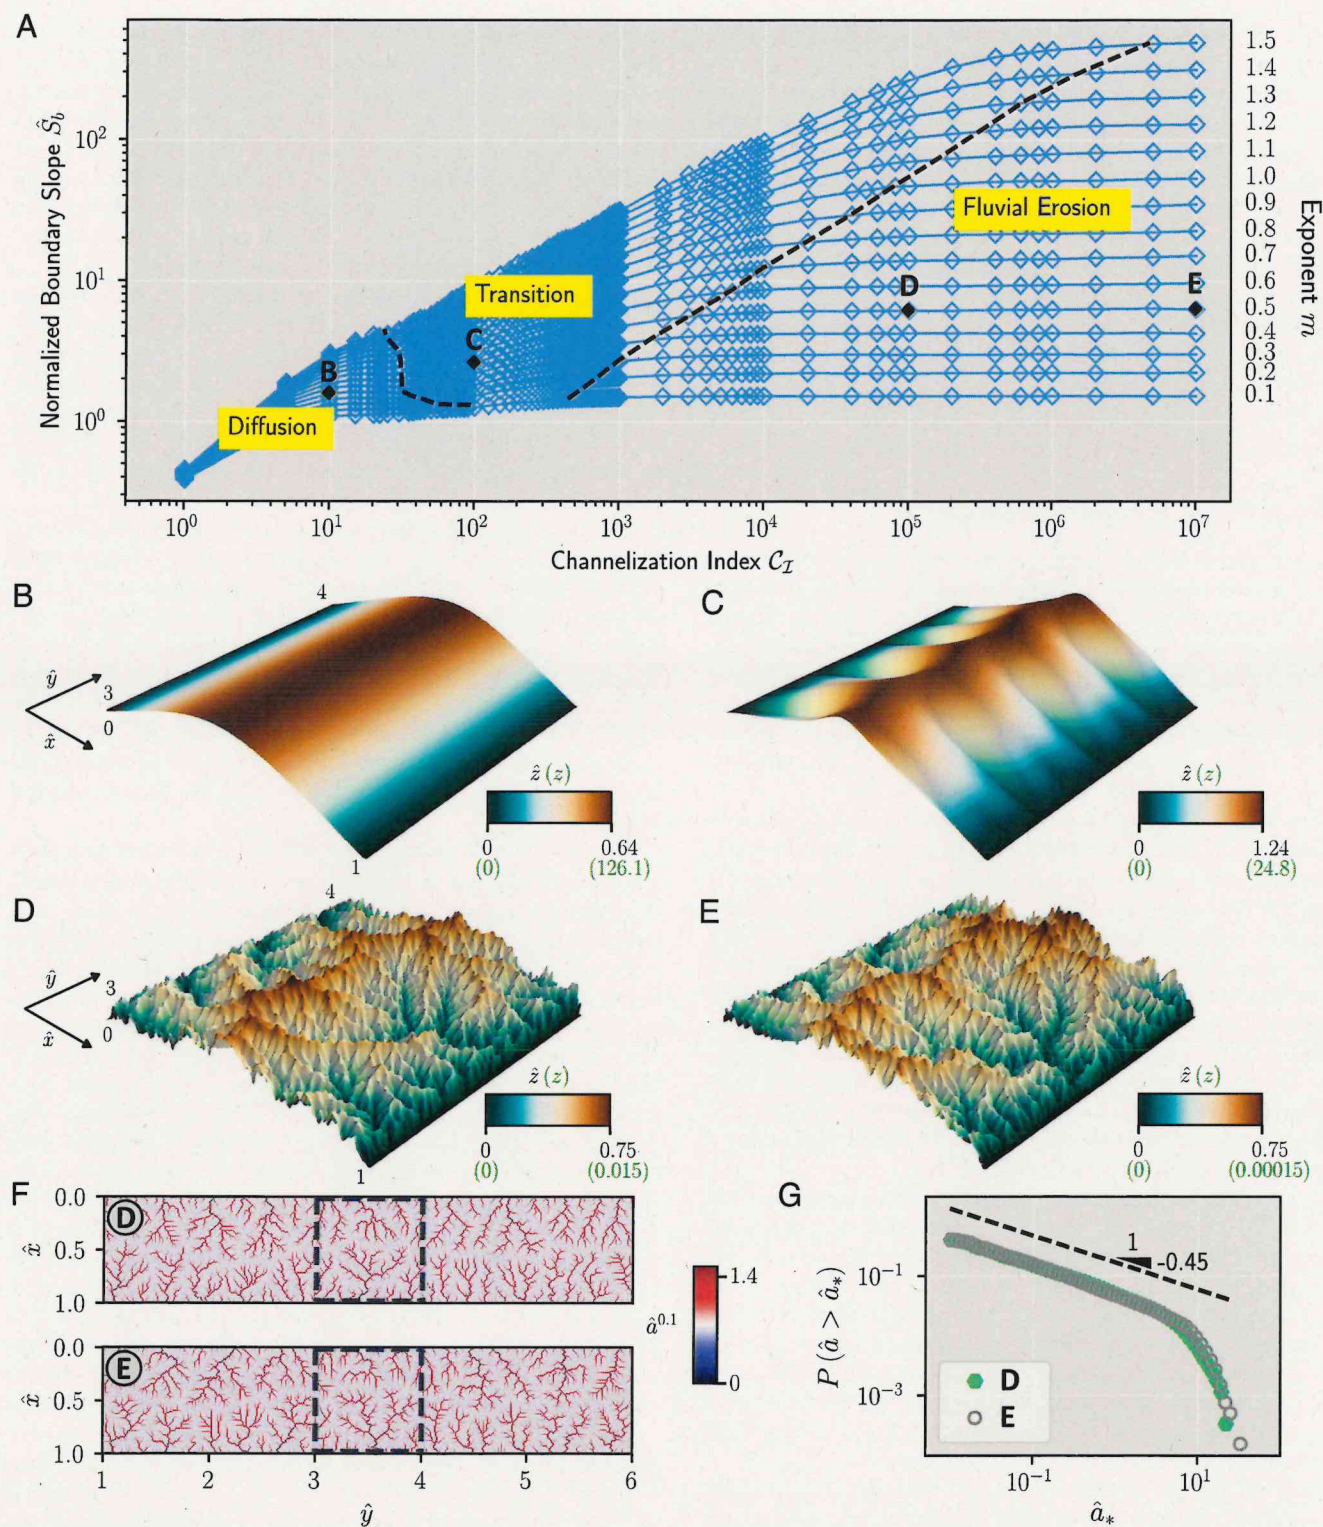 A
Normalized Boundary Slope Ŝ_b
10²
10¹
10⁰
10⁰ 10¹ 10² 10³ 10⁴ 10⁵ 10⁶ 10⁷
Channelization Index 𝒞_ℐ
1.5
1.4
1.3
1.2
1.1
1.0
0.9
0.8
0.7
0.6
0.5
0.4
0.3
0.2
0.1
Exponent m
Fluvial Erosion
Transition
Diffusion
B
C
D
E
B
4
ŷ
3
0
x̂
1
ẑ (z)
0 0.64
(0) (126.1)
C
ẑ (z)
0 1.24
(0) (24.8)
D
4
ŷ
3
0
x̂
1
ẑ (z)
0 0.75
(0) (0.015)
E
ẑ (z)
0 0.75
(0) (0.00015)
F
x̂
0.0
0.5
1.0
D
x̂
0.0
0.5
1.0
E
1 2 3 4 5 6
ŷ
â^0.1
1.4
0
G
P (â > â_*)
10⁻¹
10⁻³
1
-0.45
D
E
10⁻¹ 10¹
â_*